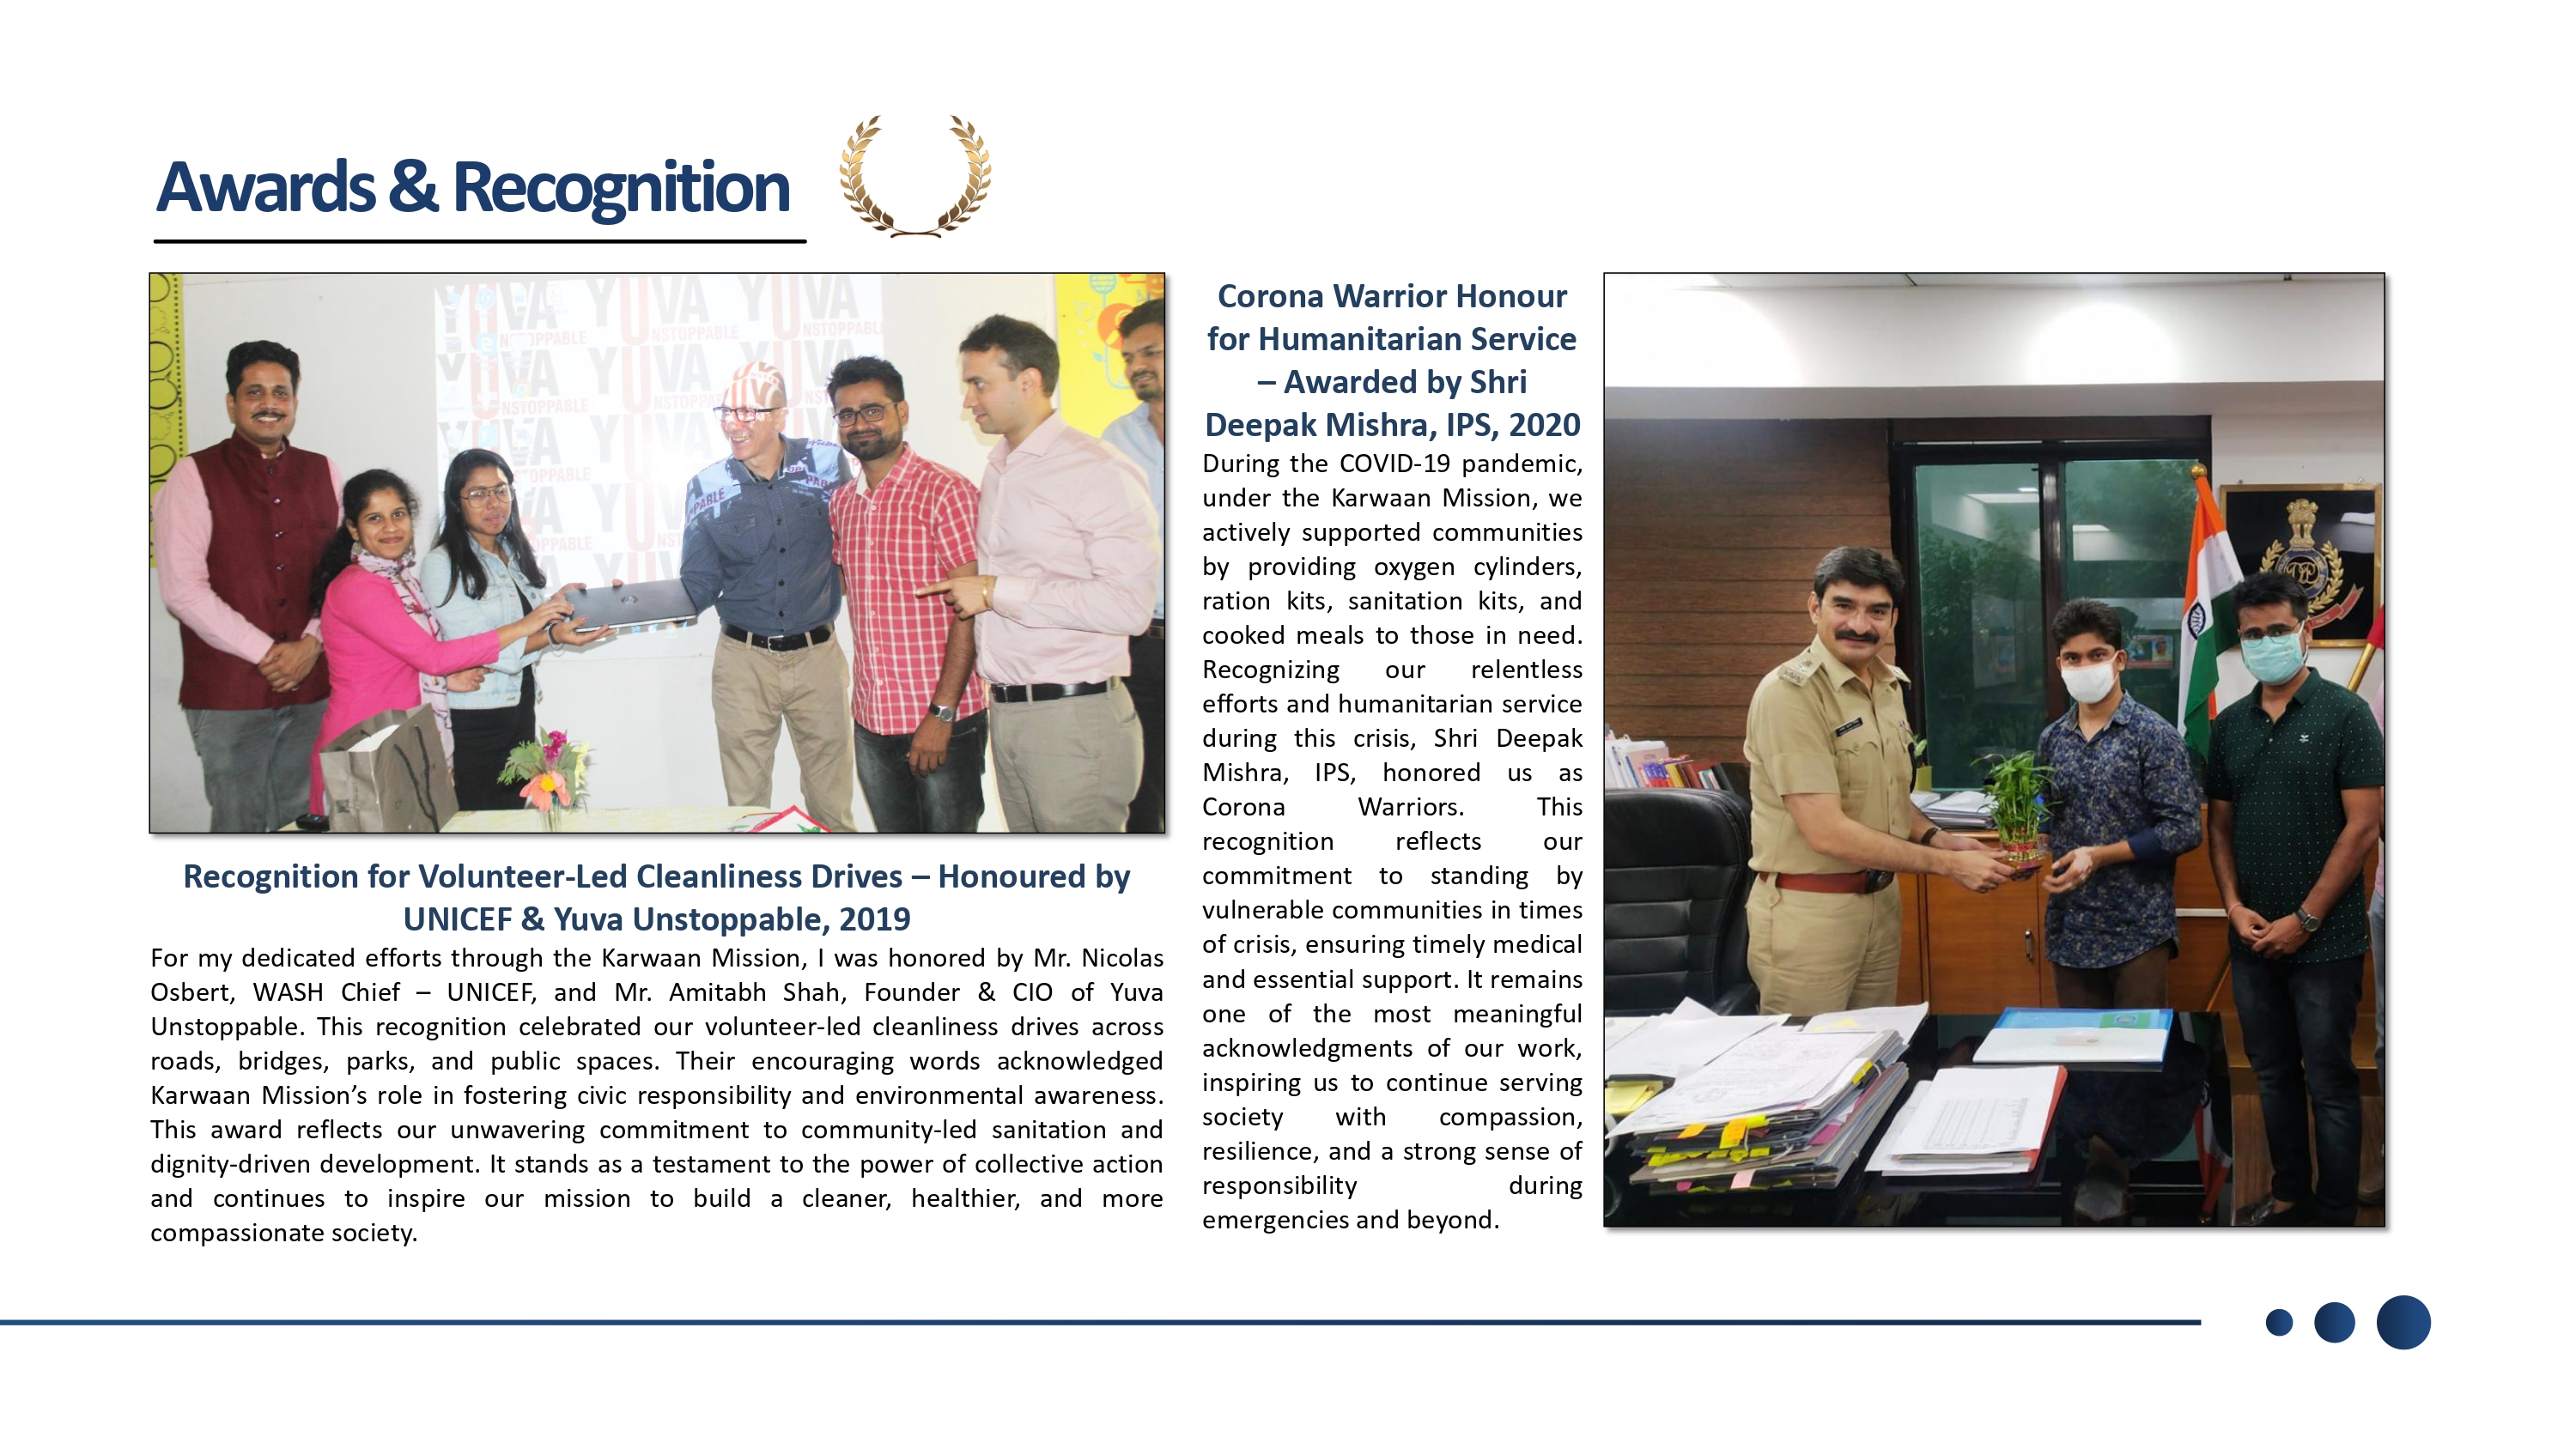 Awards & Recognition
YUVA YUVA YUVA
NSTOPPABLE NSTOPPABLE
YUVA YUVA
NSTOPPABLE
PABLE
Recognition for Volunteer-Led Cleanliness Drives – Honoured by
UNICEF & Yuva Unstoppable, 2019
For my dedicated efforts through the Karwaan Mission, I was honored by Mr. Nicolas
Osbert, WASH Chief – UNICEF, and Mr. Amitabh Shah, Founder & CIO of Yuva
Unstoppable. This recognition celebrated our volunteer-led cleanliness drives across
roads, bridges, parks, and public spaces. Their encouraging words acknowledged
Karwaan Mission’s role in fostering civic responsibility and environmental awareness.
This award reflects our unwavering commitment to community-led sanitation and
dignity-driven development. It stands as a testament to the power of collective action
and continues to inspire our mission to build a cleaner, healthier, and more
compassionate society.
Corona Warrior Honour
for Humanitarian Service
– Awarded by Shri
Deepak Mishra, IPS, 2020
During the COVID-19 pandemic,
under the Karwaan Mission, we
actively supported communities
by providing oxygen cylinders,
ration kits, sanitation kits, and
cooked meals to those in need.
Recognizing our relentless
efforts and humanitarian service
during this crisis, Shri Deepak
Mishra, IPS, honored us as
Corona Warriors. This
recognition reflects our
commitment to standing by
vulnerable communities in times
of crisis, ensuring timely medical
and essential support. It remains
one of the most meaningful
acknowledgments of our work,
inspiring us to continue serving
society with compassion,
resilience, and a strong sense of
responsibility during
emergencies and beyond.